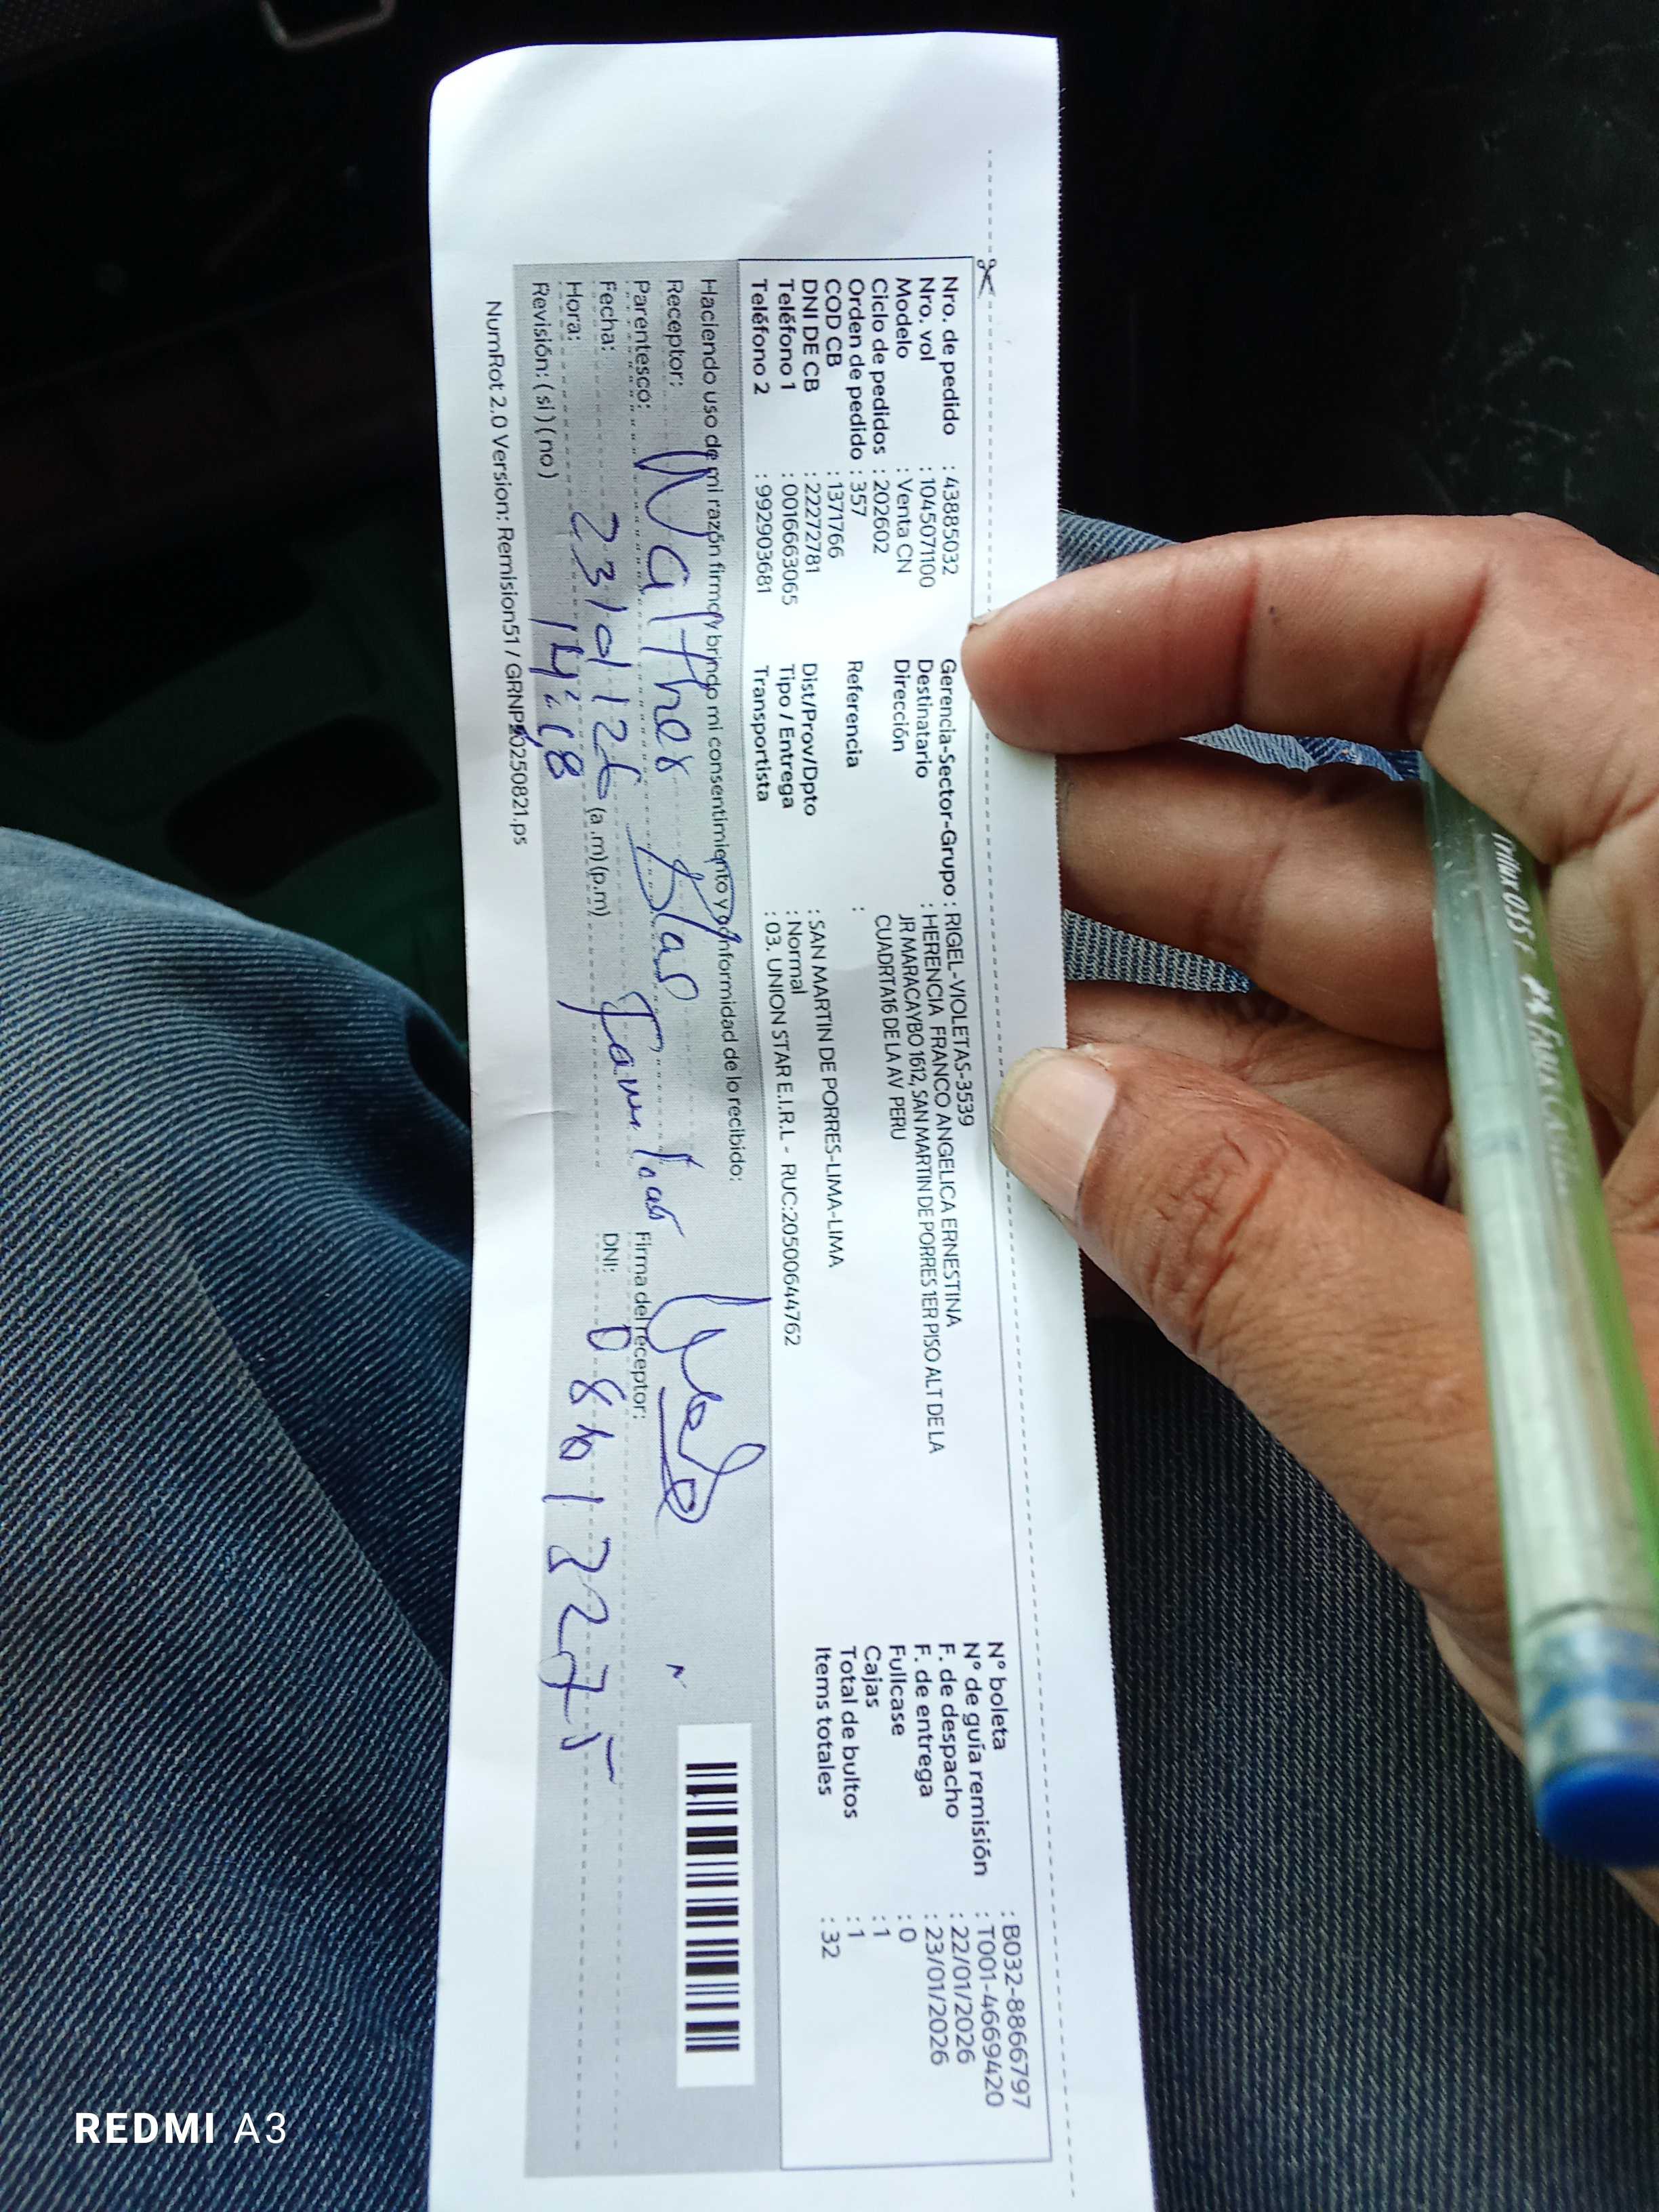 Nro. de pedido : 43885032
Nro. vol : 1045071100
Modelo : Venta CN
Ciclo de pedidos : 202602
Orden de pedido : 357
COD CB : 1371766
DNI DE CB : 22272781
Teléfono 1 : 0016663065
Teléfono 2 : 992903681
Gerencia-Sector-Grupo : RIGEL-VIOLETAS-3539
Destinatario : HERENCIA FRANCO ANGELICA ERNESTINA
Dirección JR MARACAYBO 1612, SAN MARTIN DE PORRES 1ER PISO ALT DE LA
CUADRTA16 DE LA AV PERU
Referencia :
Dist/Prov/Dpto : SAN MARTIN DE PORRES-LIMA-LIMA
Tipo / Entrega : Normal
Transportista : 03. UNION STAR E.I.R.L - RUC:20500644762
N° boleta : B032-8866797
N° de guía remisión : T001-4669420
F. de despacho : 22/01/2026
F. de entrega : 23/01/2026
Fullcase : 0
Cajas : 1
Total de bultos : 1
Items totales : 32
Haciendo uso de mi razón firmo y brindo mi consentimiento y conformidad de lo recibido:
Receptor:
Parentesco: Firma del receptor:
Fecha: 23/01/26 (a.m)(p.m) DNI:
Hora: 14:18
Revisión: (si) (no)
NumRot 2.0 Version: Remision51 / GRNP20250821.ps
REDMI A3